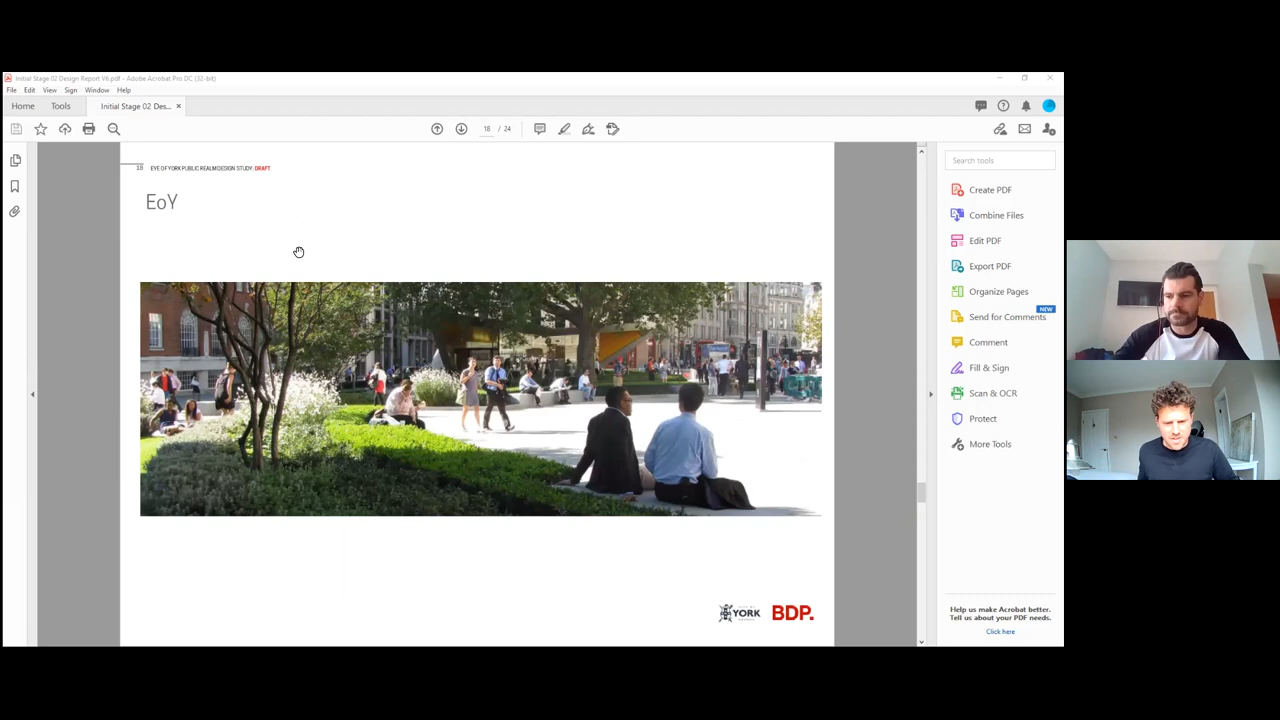 Initial Stage 02 Design Report V6.pdf - Adobe Acrobat Pro DC (32-bit)
File Edit View Sign Window Help
Home Tools Initial Stage 02 Des... ×
18 / 24
Search tools
18 EYE OF YORK PUBLIC REALM DESIGN STUDY DRAFT
EoY
Create PDF
Combine Files
Edit PDF
Export PDF
Organize Pages
NEW
Send for Comments
Comment
Fill & Sign
Scan & OCR
Protect
More Tools
YORK
BDP.
Help us make Acrobat better.
Tell us about your PDF needs.
Click here